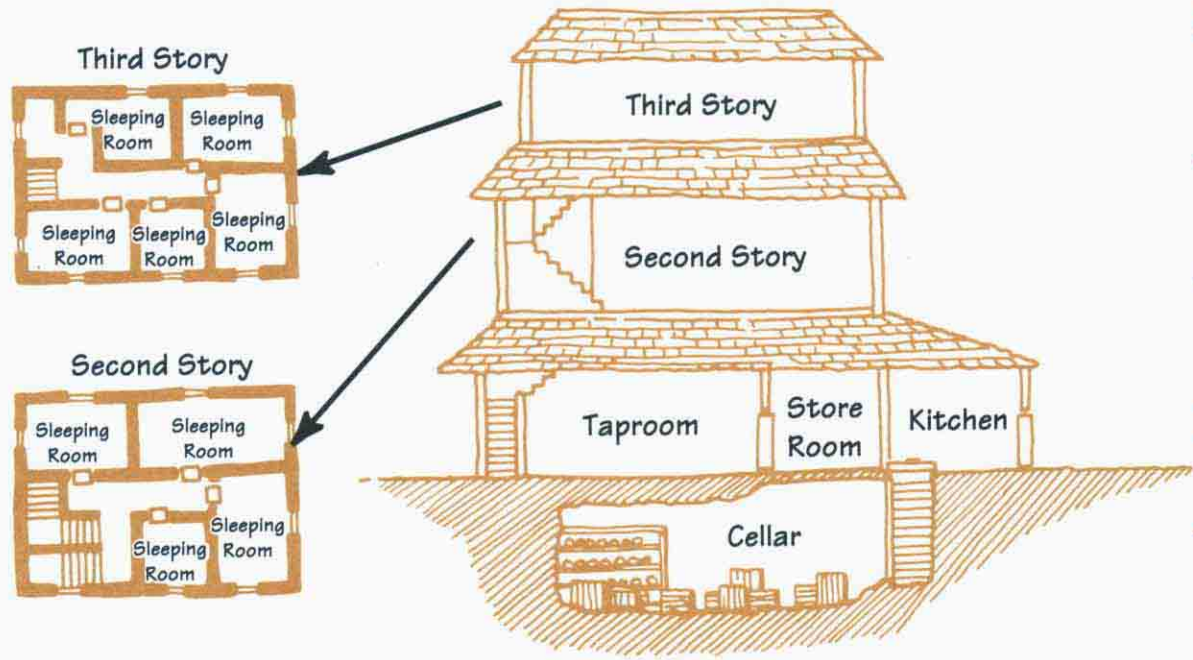 Third Story
Sleeping
Room
Sleeping
Room
Sleeping
Room
Sleeping
Room
Sleeping
Room
Second Story
Sleeping
Room
Sleeping
Room
Sleeping
Room
Sleeping
Room
Third Story
Second Story
Taproom
Store
Room
Kitchen
Cellar